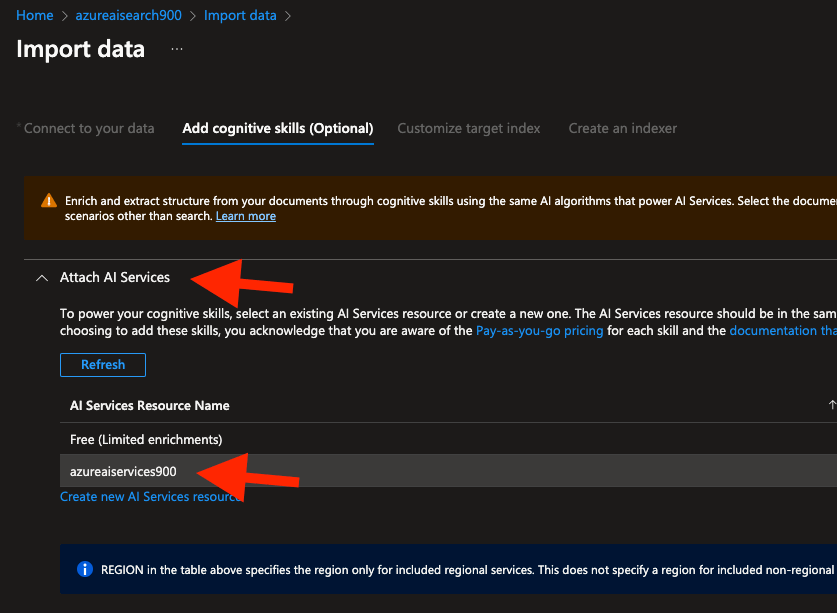 Home > azureaisearch900 > Import data >
Import data ...
* Connect to your data Add cognitive skills (Optional) Customize target index Create an indexer
Enrich and extract structure from your documents through cognitive skills using the same AI algorithms that power AI Services. Select the
scenarios other than search. Learn more
Attach AI Services
To power your cognitive skills, select an existing AI Services resource or create a new one. The AI Services resource should be in the
choosing to add these skills, you acknowledge that you are aware of the Pay-as-you-go pricing for each skill and the documentation
Refresh
AI Services Resource Name ↑
Free (Limited enrichments)
azureaiservices900
Create new AI Services resource
REGION in the table above specifies the region only for included regional services. This does not specify a region for included non-regional